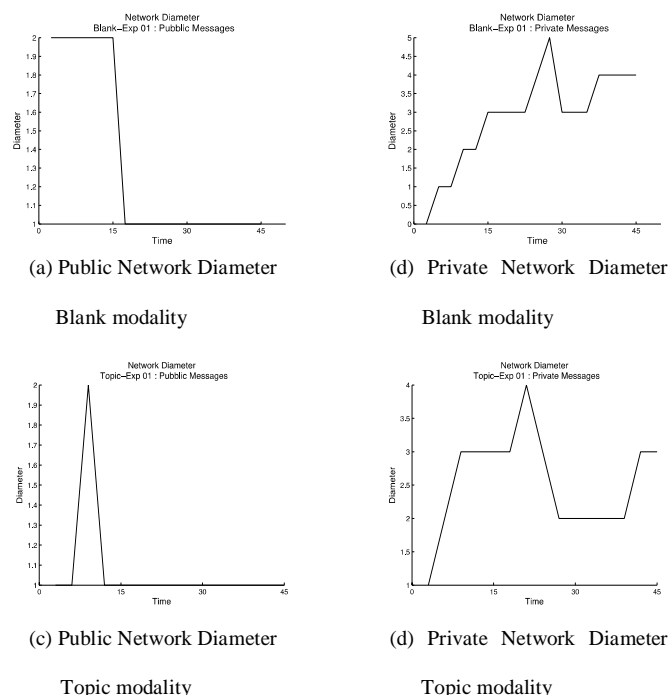 Network Diameter
Blank−Exp 01 : Pubblic Messages
2
1.9
1.8
1.7
1.6
1.5
1.4
1.3
1.2
1.1
1
Diameter
0 15 30 45
Time
(a) Public Network Diameter
Blank modality
Network Diameter
Blank−Exp 01 : Private Messages
5
4.5
4
3.5
3
2.5
2
1.5
1
0.5
0
Diameter
0 15 30 45
Time
(d) Private Network Diameter
Blank modality
Network Diameter
Topic−Exp 01 : Pubblic Messages
2
1.9
1.8
1.7
1.6
1.5
1.4
1.3
1.2
1.1
1
Diameter
0 15 30 45
Time
(c) Public Network Diameter
Topic modality
Network Diameter
Topic−Exp 01 : Private Messages
4
3.5
3
2.5
2
1.5
1
Diameter
0 15 30 45
Time
(d) Private Network Diameter
Topic modality